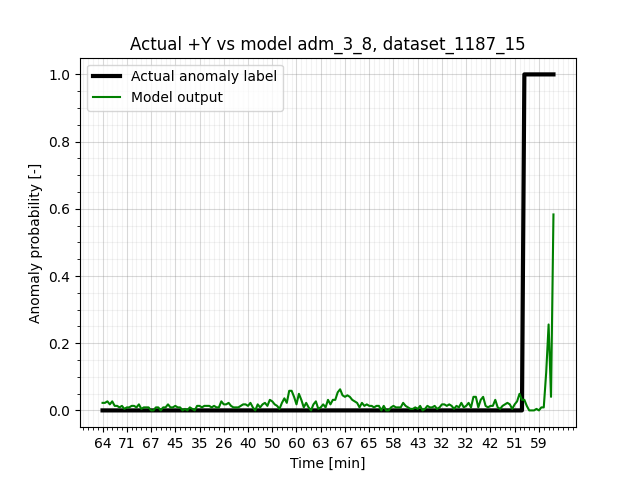 Actual +Y vs model adm_3_8, dataset_1187_15
Actual anomaly label
Model output
1.0
0.8
0.6
0.4
0.2
0.0
Anomaly probability [-]
64 71 67 45 35 26 40 50 60 63 67 65 58 43 32 32 42 51 59
Time [min]